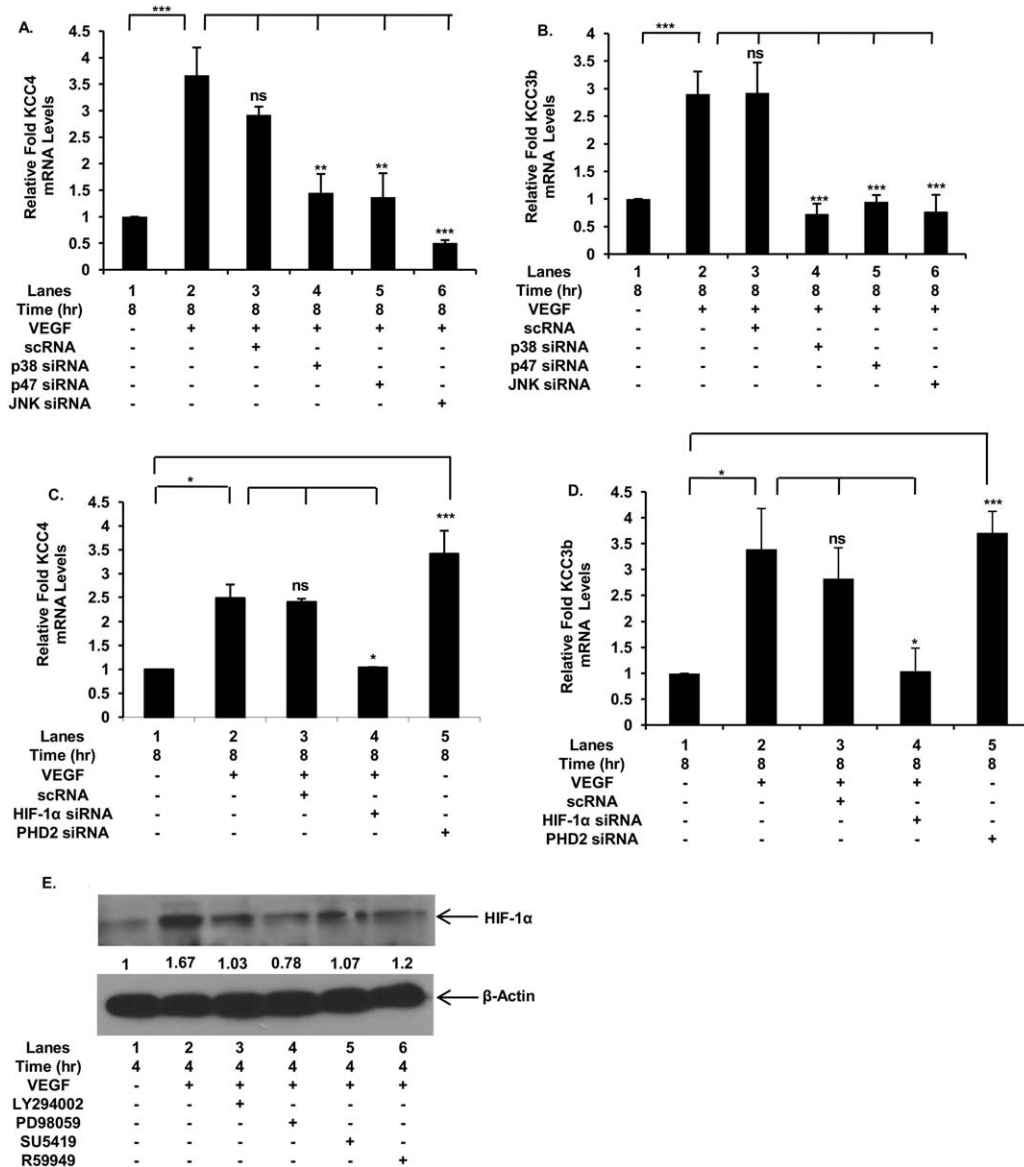 A.
***
***
4.5
4
3.5
3
2.5
2
1.5
1
0.5
0
Relative Fold KCC4
mRNA Levels
ns
**
**
***
Lanes 1 2 3 4 5 6
Time (hr) 8 8 8 8 8 8
VEGF - + + + + +
scRNA - - + - - -
p38 siRNA - - - + - -
p47 siRNA - - - - + -
JNK siRNA - - - - - +
B.
***
4
3.5
3
2.5
2
1.5
1
0.5
0
Relative Fold KCC3b
mRNA Levels
ns
***
***
***
Lanes 1 2 3 4 5 6
Time (hr) 8 8 8 8 8 8
VEGF - + + + + +
scRNA - - + - - -
p38 siRNA - - - + - -
p47 siRNA - - - - + -
JNK siRNA - - - - - +
C.
*
4.5
4
3.5
3
2.5
2
1.5
1
0.5
0
Relative Fold KCC4
mRNA Levels
ns
*
***
Lanes 1 2 3 4 5
Time (hr) 8 8 8 8 8
VEGF - + + + -
scRNA - - + - -
HIF-1α siRNA - - - + -
PHD2 siRNA - - - - +
D.
*
4.5
4
3.5
3
2.5
2
1.5
1
0.5
0
Relative Fold KCC3b
mRNA Levels
ns
*
***
Lanes 1 2 3 4 5
Time (hr) 8 8 8 8 8
VEGF - + + + -
scRNA - - + - -
HIF-1α siRNA - - - + -
PHD2 siRNA - - - - +
E.
HIF-1α
1 1.67 1.03 0.78 1.07 1.2
β-Actin
Lanes 1 2 3 4 5 6
Time (hr) 4 4 4 4 4 4
VEGF - + + + + +
LY294002 - - + - - -
PD98059 - - - + - -
SU5419 - - - - + -
R59949 - - - - - +